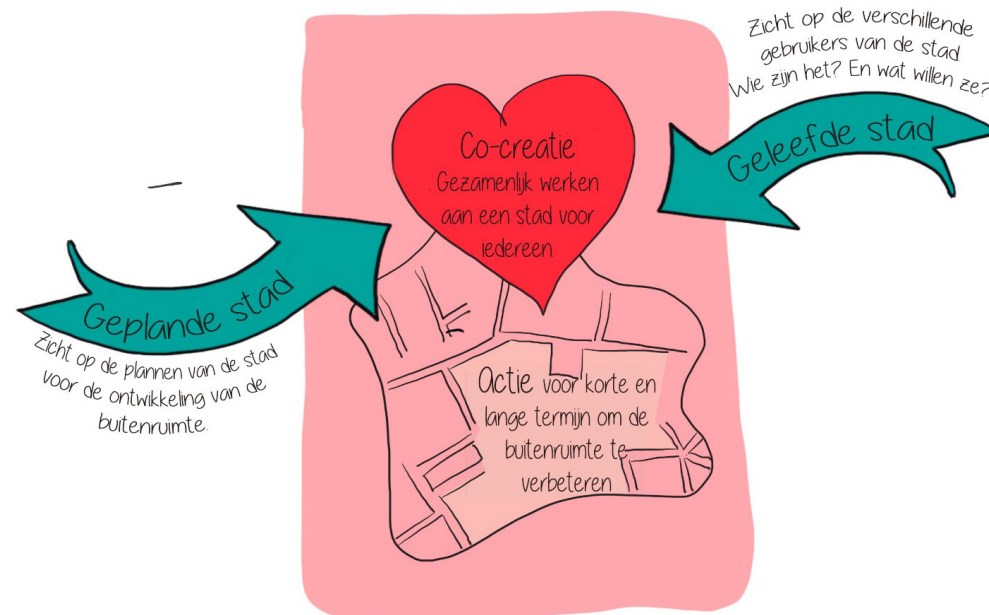 Zicht op de verschillende
gebruikers van de stad.
Wie zijn het? En wat willen ze?
Geleefde stad
Co-creatie
Gezamenlijk werken
aan een stad voor
iedereen.
Geplande stad
Zicht op de plannen van de stad
voor de ontwikkeling van de
buitenruimte.
Actie voor korte en
lange termijn om de
buitenruimte te
verbeteren